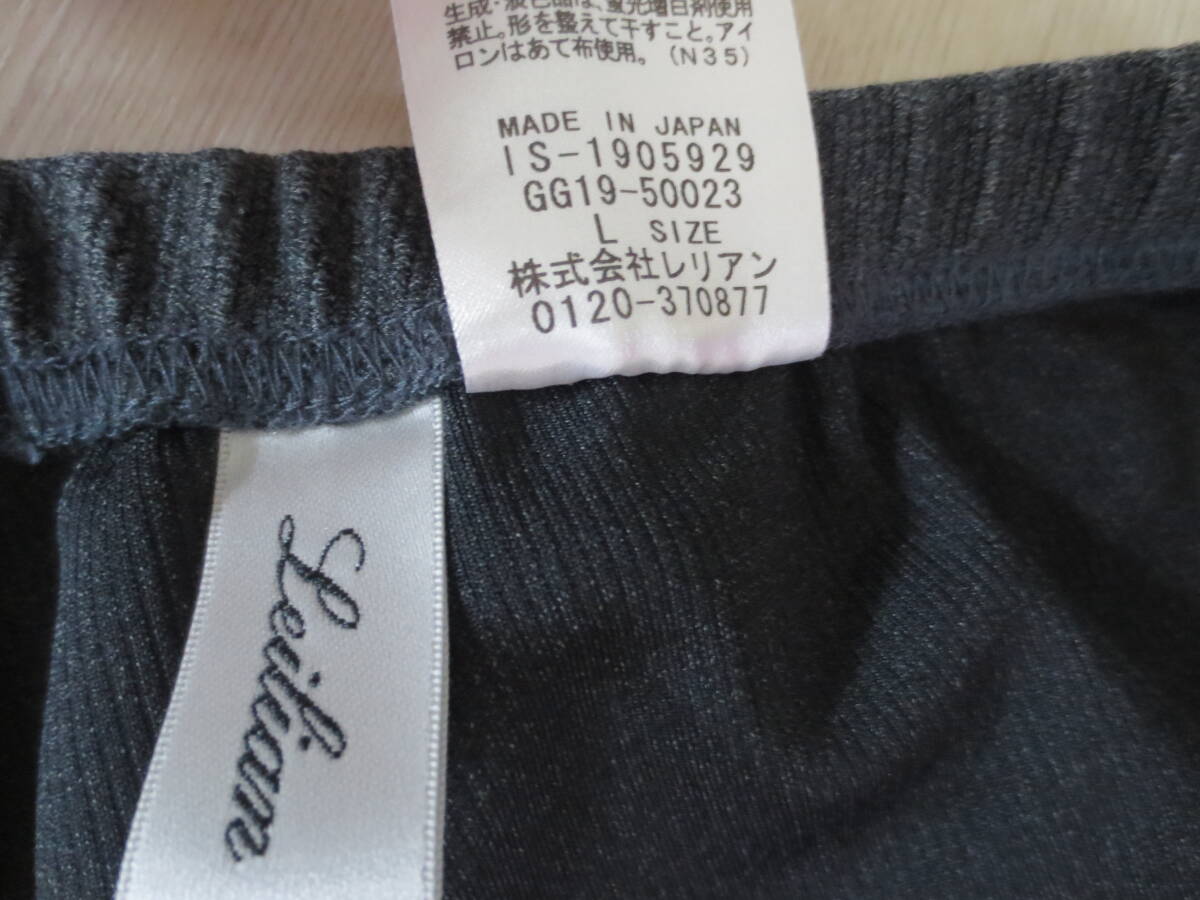 生成・淡色品は、蛍光増白剤使用
禁止。形を整えて干すこと。アイ
ロンはあて布使用。(N35)
MADE IN JAPAN
IS-1905929
GG19-50023
L SIZE
株式会社レリアン
0120-370877
Leilian